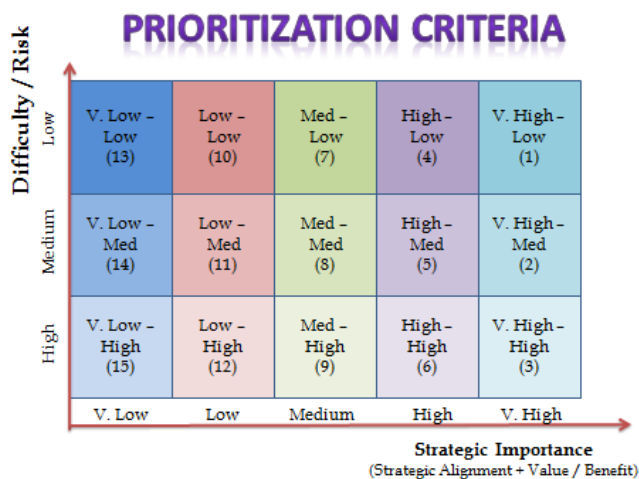 PRIORITIZATION CRITERIA
Difficulty / Risk
Low
V. Low –
Low
(13)
Low –
Low
(10)
Med –
Low
(7)
High –
Low
(4)
V. High –
Low
(1)
Medium
V. Low –
Med
(14)
Low –
Med
(11)
Med –
Med
(8)
High –
Med
(5)
V. High –
Med
(2)
High
V. Low –
High
(15)
Low –
High
(12)
Med –
High
(9)
High –
High
(6)
V. High –
High
(3)
V. Low
Low
Medium
High
V. High
Strategic Importance
(Strategic Alignment + Value / Benefit)